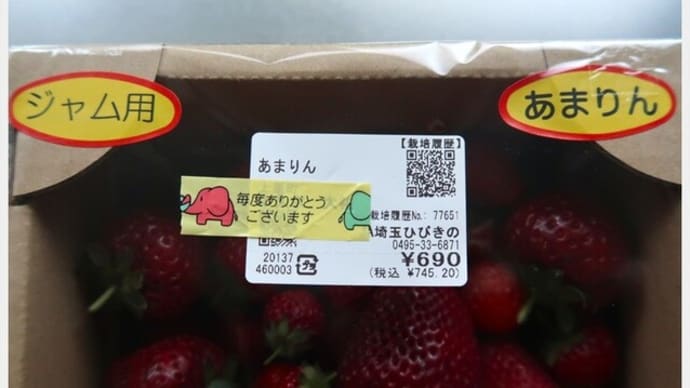 ジャム用
あまりん
【栽培履歴】
あまりん
毎度ありがとう
ございます
栽培履歴No.: 77651
埼玉ひびきの
0495-33-6871
20137
460003
プラ
¥690
(税込 ¥745.20)